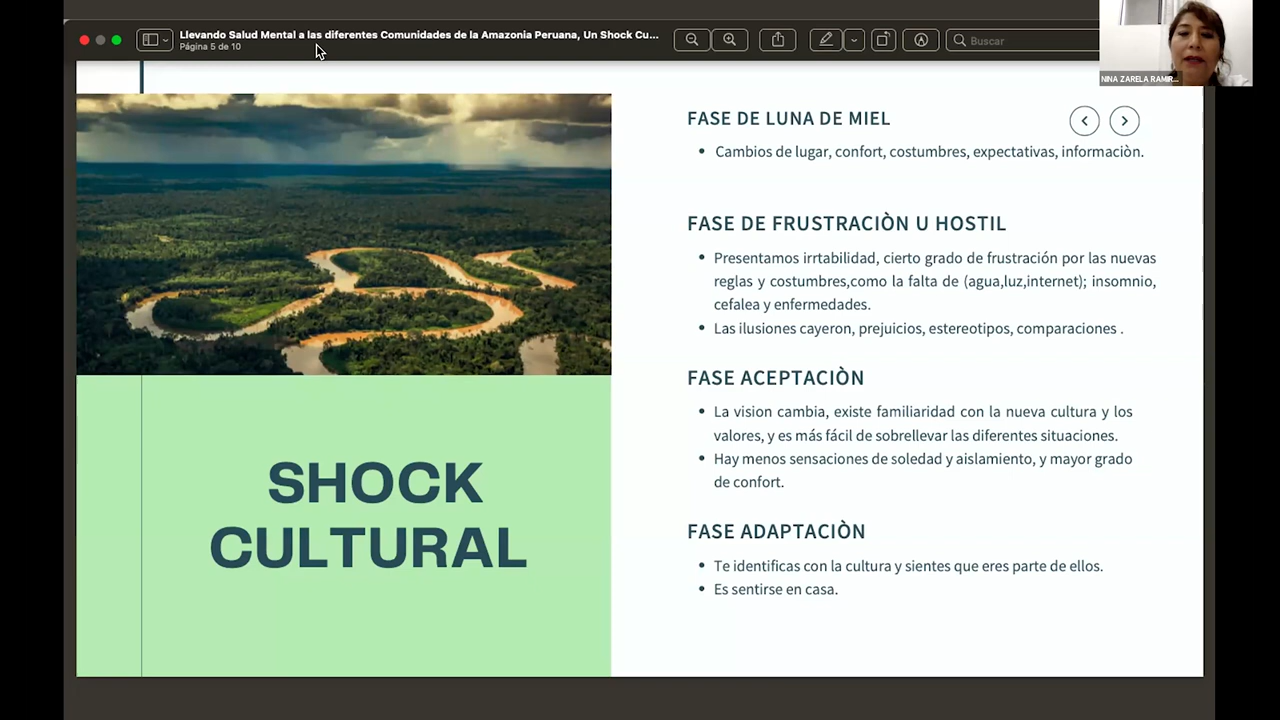 Llevando Salud Mental a las diferentes Comunidades de la Amazonia Peruana, Un Shock Cu...
Página 5 de 10
Buscar
NINA ZARELA RAMIR...
FASE DE LUNA DE MIEL
• Cambios de lugar, confort, costumbres, expectativas, informaciòn.
FASE DE FRUSTRACIÒN U HOSTIL
• Presentamos irrtabilidad, cierto grado de frustración por las nuevas
reglas y costumbres,como la falta de (agua,luz,internet); insomnio,
cefalea y enfermedades.
• Las ilusiones cayeron, prejuicios, estereotipos, comparaciones .
FASE ACEPTACIÒN
• La vision cambia, existe familiaridad con la nueva cultura y los
valores, y es más fácil de sobrellevar las diferentes situaciones.
• Hay menos sensaciones de soledad y aislamiento, y mayor grado
de confort.
FASE ADAPTACIÒN
• Te identificas con la cultura y sientes que eres parte de ellos.
• Es sentirse en casa.
SHOCK
CULTURAL